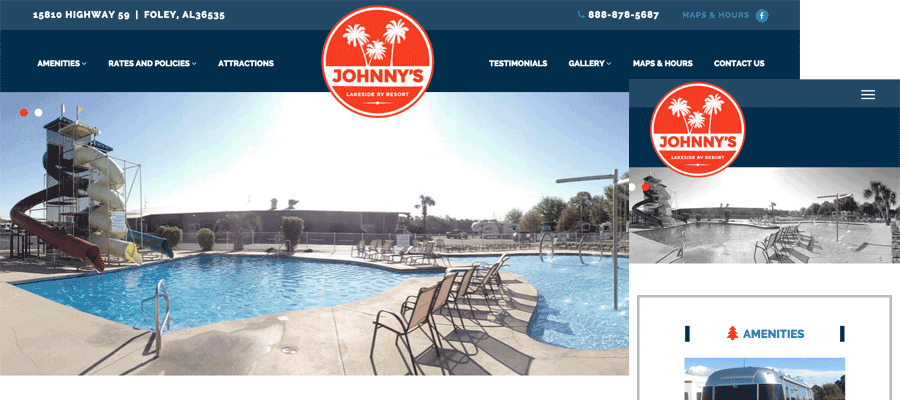 15810 HIGHWAY 59 | FOLEY, AL36535
888-878-5687
MAPS & HOURS
AMENITIES
RATES AND POLICIES
ATTRACTIONS
JOHNNY'S
LAKESIDE RV RESORT
TESTIMONIALS
GALLERY
MAPS & HOURS
CONTACT US
JOHNNY'S
LAKESIDE RV RESORT
AMENITIES